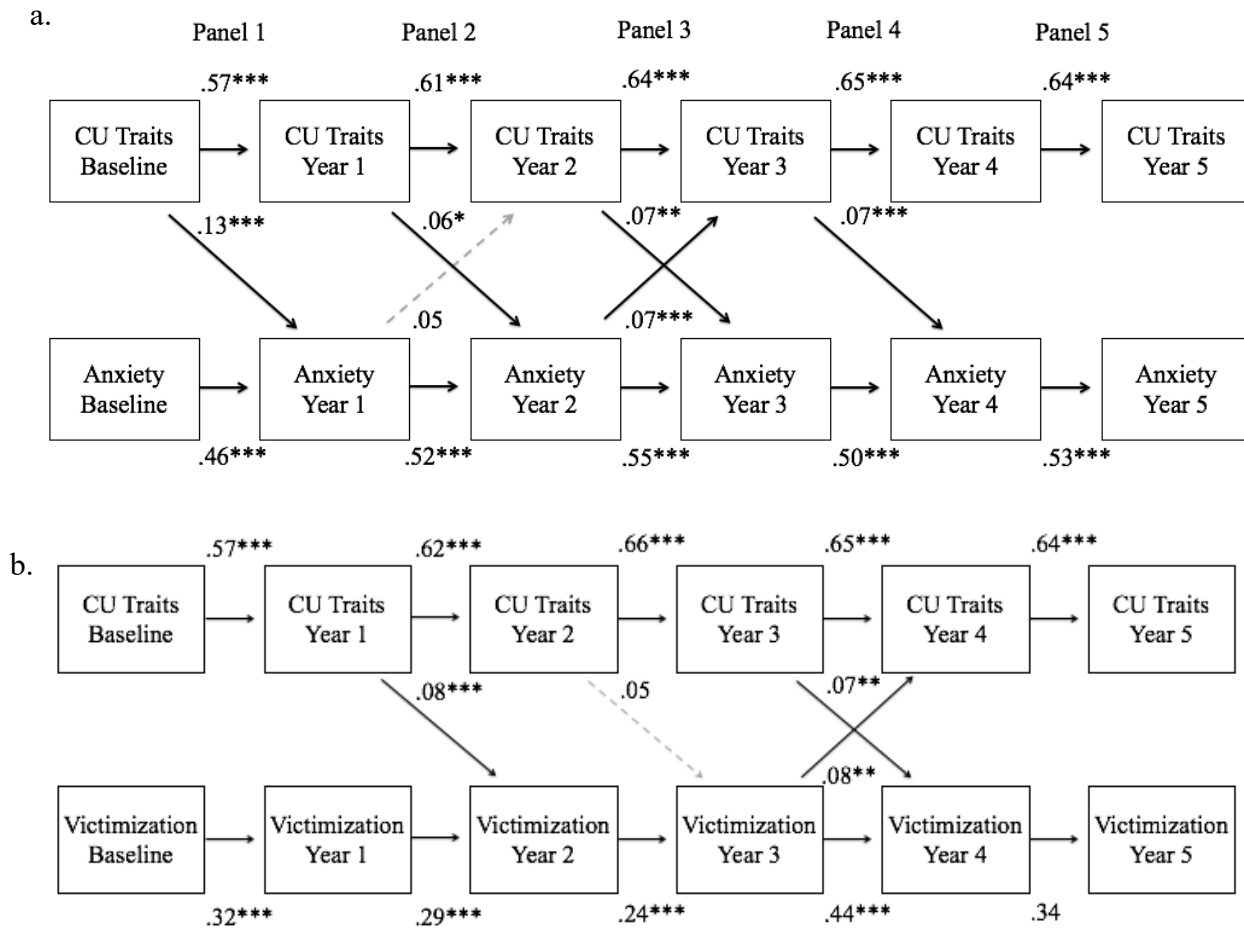 a.
Panel 1 Panel 2 Panel 3 Panel 4 Panel 5
.57*** .61*** .64*** .65*** .64***
CU Traits Baseline
CU Traits Year 1
CU Traits Year 2
CU Traits Year 3
CU Traits Year 4
CU Traits Year 5
.13*** .06* .07** .07***
.05 .07***
Anxiety Baseline
Anxiety Year 1
Anxiety Year 2
Anxiety Year 3
Anxiety Year 4
Anxiety Year 5
.46*** .52*** .55*** .50*** .53***
b.
.57*** .62*** .66*** .65*** .64***
CU Traits Baseline
CU Traits Year 1
CU Traits Year 2
CU Traits Year 3
CU Traits Year 4
CU Traits Year 5
.08*** .05 .07**
.08**
Victimization Baseline
Victimization Year 1
Victimization Year 2
Victimization Year 3
Victimization Year 4
Victimization Year 5
.32*** .29*** .24*** .44*** .34